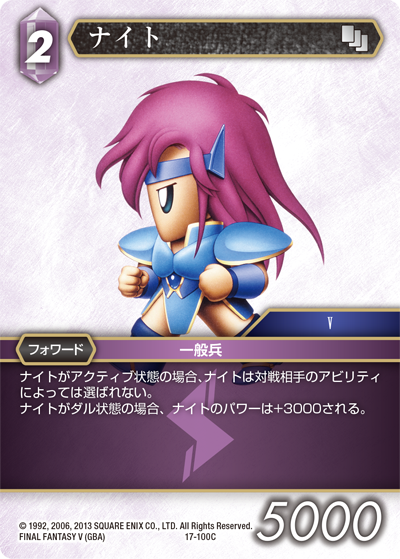 2
ナイト
V
フォワード
一般兵
ナイトがアクティブ状態の場合、ナイトは対戦相手のアビリティ
によっては選ばれない。
ナイトがダル状態の場合、ナイトのパワーは+3000される。
© 1992, 2006, 2013 SQUARE ENIX CO., LTD. All Rights Reserved.
FINAL FANTASY V (GBA)
17-100C
5000